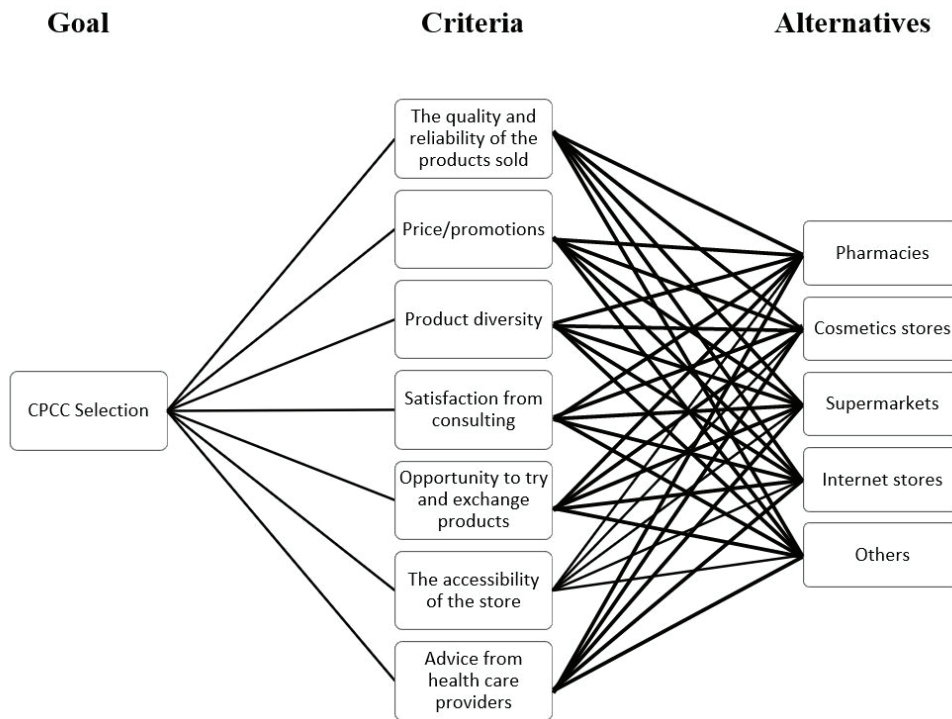 Goal
Criteria
Alternatives
The quality and
reliability of the
products sold
Price/promotions
Product diversity
Satisfaction from
consulting
Opportunity to try
and exchange
products
The accessibility
of the store
Advice from
health care
providers
CPCC Selection
Pharmacies
Cosmetics stores
Supermarkets
Internet stores
Others